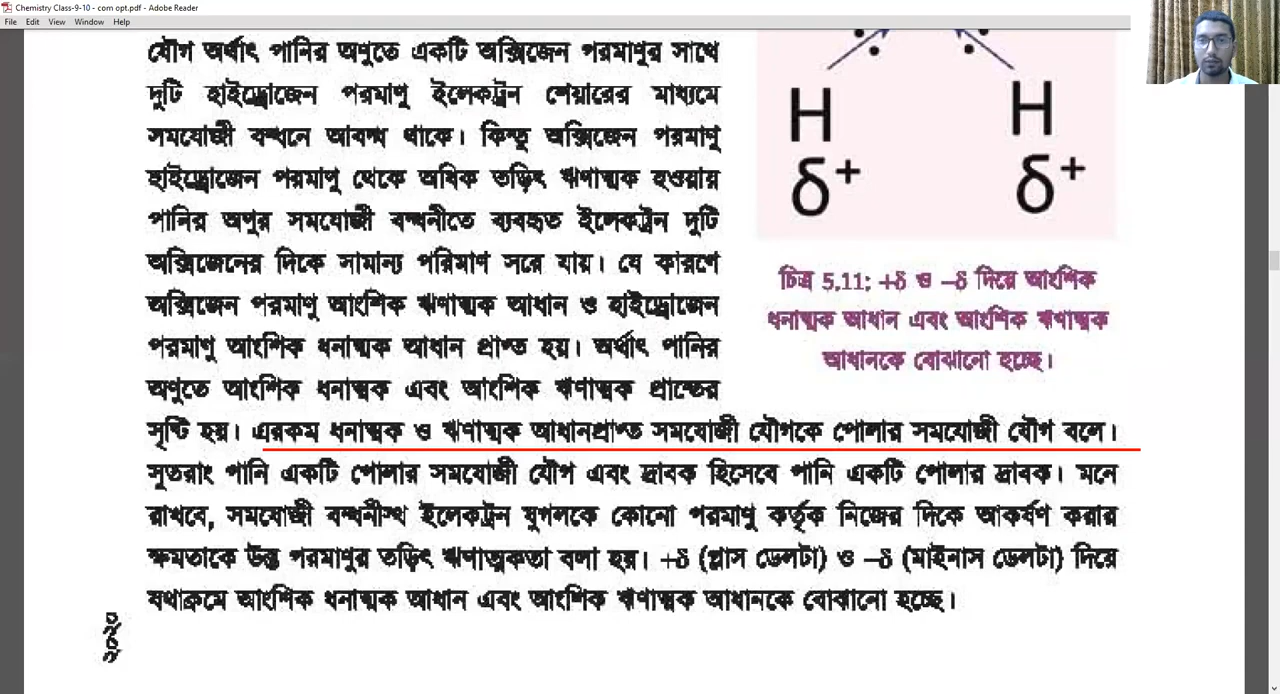 Chemistry Class-9-10 - com opt.pdf - Adobe Reader
File Edit View Window Help
যৌগ অর্থাৎ পানির অণুতে একটি অক্সিজেন পরমাণুর সাথে
দুটি হাইড্রোজেন পরমাণু ইলেকট্রন শেয়ারের মাধ্যমে
সমযোজী বন্ধনে আবদ্ধ থাকে। কিন্তু অক্সিজেন পরমাণু
হাইড্রোজেন পরমাণু থেকে অধিক তড়িৎ ঋণাত্মক হওয়ায়
পানির অণুর সমযোজী বন্ধনীতে ব্যবহৃত ইলেকট্রন দুটি
অক্সিজেনের দিকে সামান্য পরিমাণ সরে যায়। যে কারণে
অক্সিজেন পরমাণু আংশিক ঋণাত্মক আধান ও হাইড্রোজেন
পরমাণু আংশিক ধনাত্মক আধান প্রাপ্ত হয়। অর্থাৎ পানির
অণুতে আংশিক ধনাত্মক এবং আংশিক ঋণাত্মক প্রান্তের
সৃষ্টি হয়। এরকম ধনাত্মক ও ঋণাত্মক আধানপ্রাপ্ত সমযোজী যৌগকে পোলার সমযোজী যৌগ বলে।
সুতরাং পানি একটি পোলার সমযোজী যৌগ এবং দ্রাবক হিসেবে পানি একটি পোলার দ্রাবক। মনে
রাখবে, সমযোজী বন্ধনীস্থ ইলেকট্রন যুগলকে কোনো পরমাণু কর্তৃক নিজের দিকে আকর্ষণ করার
ক্ষমতাকে উক্ত পরমাণুর তড়িৎ ঋণাত্মকতা বলা হয়। +δ (প্লাস ডেলটা) ও –δ (মাইনাস ডেলটা) দিয়ে
যথাক্রমে আংশিক ধনাত্মক আধান এবং আংশিক ঋণাত্মক আধানকে বোঝানো হচ্ছে।
H H
δ+ δ+
চিত্র 5.11: +δ ও –δ দিয়ে আংশিক
ধনাত্মক আধান এবং আংশিক ঋণাত্মক
আধানকে বোঝানো হচ্ছে।
২০২০